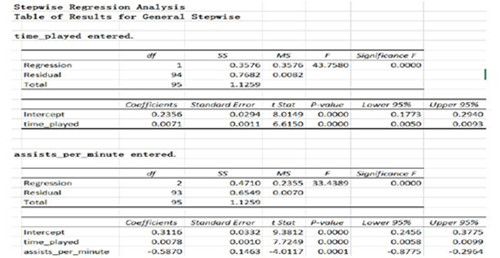 Stepwise Regression Analysis
Table of Results for General Stepwise
time_played entered.
df SS MS F Significance F
Regression 1 0.3576 0.3576 43.7580 0.0000
Residual 94 0.7682 0.0082
Total 95 1.1259
Coefficients Standard Error t Stat P-value Lower 95% Upper 95%
Intercept 0.2356 0.0294 8.0149 0.0000 0.1773 0.2940
time_played 0.0071 0.0011 6.6150 0.0000 0.0050 0.0093
assists_per_minute entered.
df SS MS F Significance F
Regression 2 0.4710 0.2355 33.4389 0.0000
Residual 93 0.6549 0.0070
Total 95 1.1259
Coefficients Standard Error t Stat P-value Lower 95% Upper 95%
Intercept 0.3116 0.0332 9.3812 0.0000 0.2456 0.3775
time_played 0.0078 0.0010 7.7249 0.0000 0.0058 0.0099
assists_per_minute -0.5870 0.1463 -4.0117 0.0001 -0.8775 -0.2964